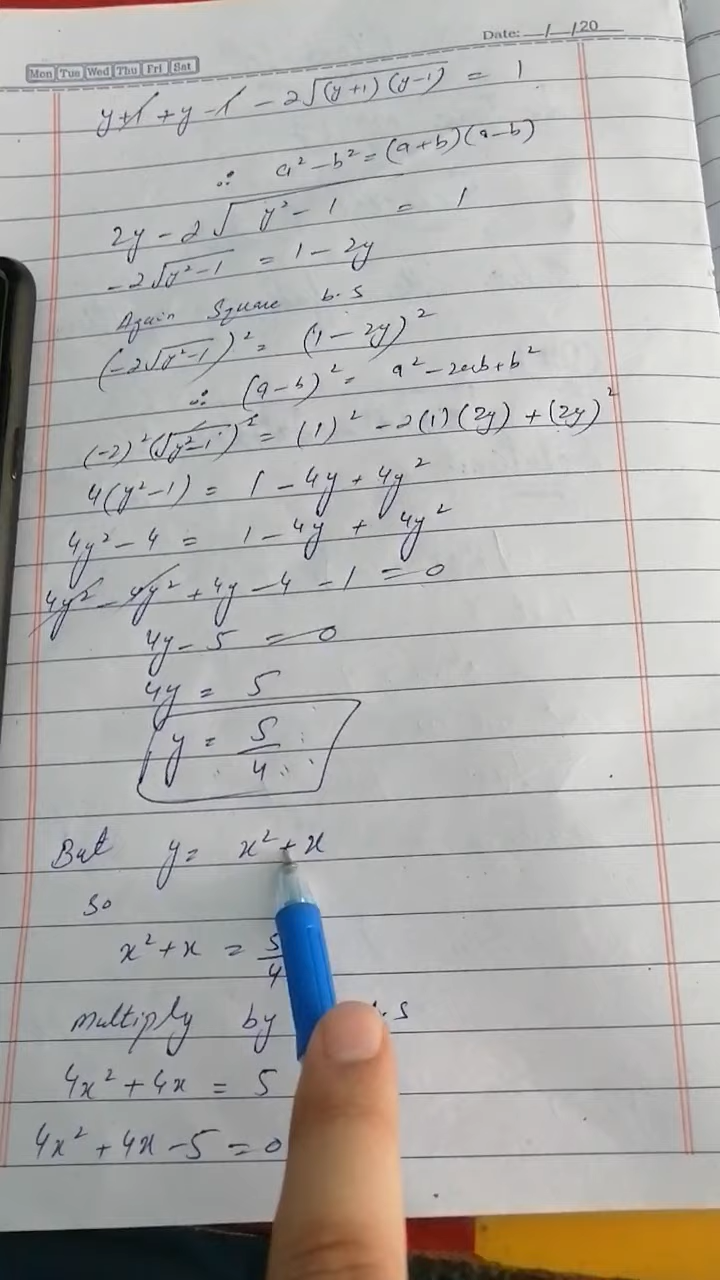 Date: __/__/20__
Mon Tue Wed Thu Fri Sat
y+1+y-1-2√(y+1)(y-1) = 1
∴ a²-b²=(a+b)(a-b)
2y-2√y²-1 = 1
-2√y²-1 = 1-2y
Again Square b.s
(-2√y²-1)² = (1-2y)²
∴ (a-b)² = a²-2ab+b²
(-2)²(√y²-1)² = (1)²-2(1)(2y)+(2y)²
4(y²-1) = 1-4y+4y²
4y²-4 = 1-4y+4y²
4y²-4y²+4y-4-1=0
4y-5=0
4y = 5
y = 5/4
But y = x²+x
So
x²+x = 5/4
multiply by .s
4x²+4x = 5
4x²+4x-5=0